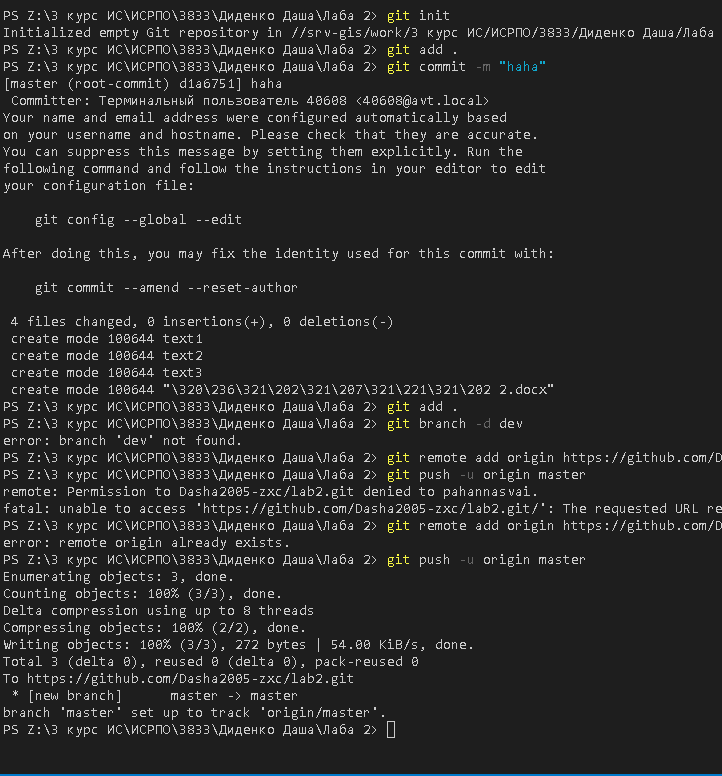 PS Z:\3 курс ИС\ИСРПО\3833\Диденко Даша\Лаба 2> git init
Initialized empty Git repository in //srv-gis/work/3 курс ИС/ИСРПО/3833/Диденко Даша/Лаба
PS Z:\3 курс ИС\ИСРПО\3833\Диденко Даша\Лаба 2> git add .
PS Z:\3 курс ИС\ИСРПО\3833\Диденко Даша\Лаба 2> git commit -m "haha"
[master (root-commit) d1a6751] haha
 Committer: Терминальный пользователь 40608 <40608@avt.local>
Your name and email address were configured automatically based
on your username and hostname. Please check that they are accurate.
You can suppress this message by setting them explicitly. Run the
following command and follow the instructions in your editor to edit
your configuration file:
    git config --global --edit
After doing this, you may fix the identity used for this commit with:
    git commit --amend --reset-author
 4 files changed, 0 insertions(+), 0 deletions(-)
 create mode 100644 text1
 create mode 100644 text2
 create mode 100644 text3
 create mode 100644 "\320\236\321\202\321\207\321\221\321\202 2.docx"
PS Z:\3 курс ИС\ИСРПО\3833\Диденко Даша\Лаба 2> git add .
PS Z:\3 курс ИС\ИСРПО\3833\Диденко Даша\Лаба 2> git branch -d dev
error: branch 'dev' not found.
PS Z:\3 курс ИС\ИСРПО\3833\Диденко Даша\Лаба 2> git remote add origin https://github.com/D
PS Z:\3 курс ИС\ИСРПО\3833\Диденко Даша\Лаба 2> git push -u origin master
remote: Permission to Dasha2005-zxc/lab2.git denied to pahannasvai.
fatal: unable to access 'https://github.com/Dasha2005-zxc/lab2.git/': The requested URL re
PS Z:\3 курс ИС\ИСРПО\3833\Диденко Даша\Лаба 2> git remote add origin https://github.com/D
error: remote origin already exists.
PS Z:\3 курс ИС\ИСРПО\3833\Диденко Даша\Лаба 2> git push -u origin master
Enumerating objects: 3, done.
Counting objects: 100% (3/3), done.
Delta compression using up to 8 threads
Compressing objects: 100% (2/2), done.
Writing objects: 100% (3/3), 272 bytes | 54.00 KiB/s, done.
Total 3 (delta 0), reused 0 (delta 0), pack-reused 0
To https://github.com/Dasha2005-zxc/lab2.git
 * [new branch]      master -> master
branch 'master' set up to track 'origin/master'.
PS Z:\3 курс ИС\ИСРПО\3833\Диденко Даша\Лаба 2>